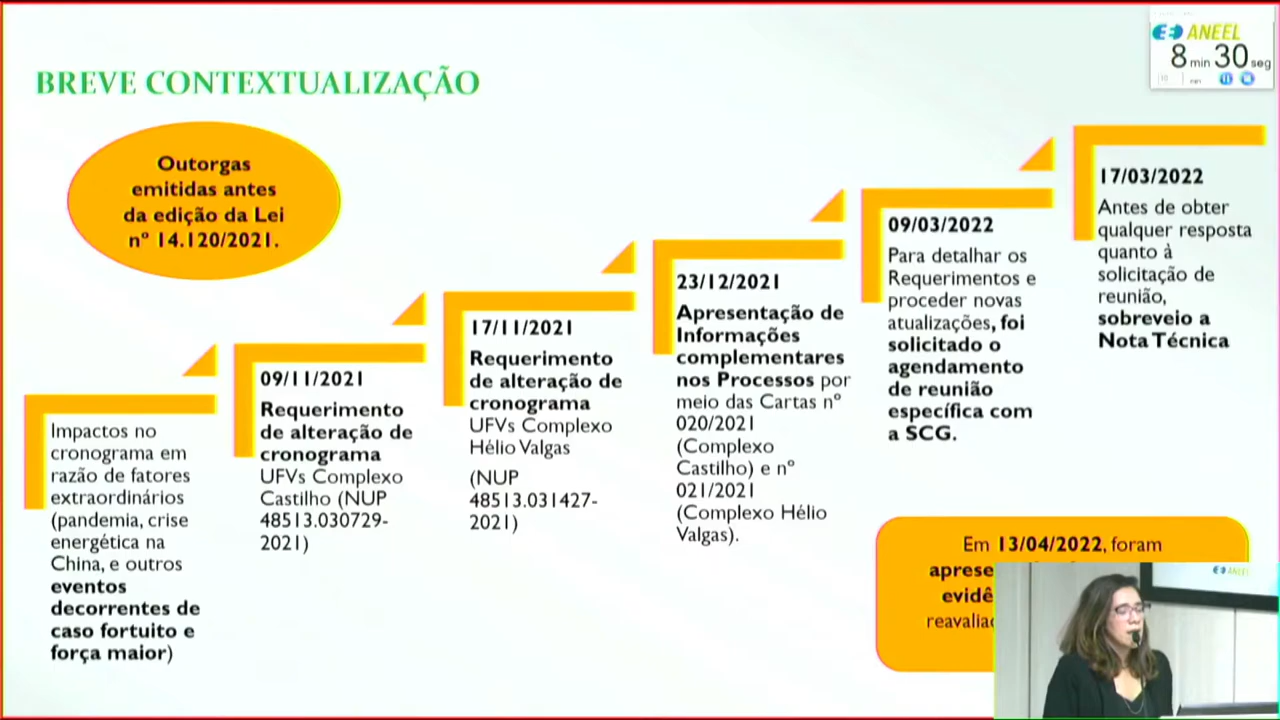 ANEEL
8 min 30 seg
BREVE CONTEXTUALIZAÇÃO
Outorgas
emitidas antes
da edição da Lei
nº 14.120/2021.
Impactos no
cronograma em
razão de fatores
extraordinários
(pandemia, crise
energética na
China, e outros
eventos
decorrentes de
caso fortuito e
força maior)
09/11/2021
Requerimento
de alteração de
cronograma
UFVs Complexo
Castilho (NUP
48513.030729-
2021)
17/11/2021
Requerimento
de alteração de
cronograma
UFVs Complexo
Hélio Valgas
(NUP
48513.031427-
2021)
23/12/2021
Apresentação de
Informações
complementares
nos Processos por
meio das Cartas nº
020/2021
(Complexo
Castilho) e nº
021/2021
(Complexo Hélio
Valgas).
09/03/2022
Para detalhar os
Requerimentos e
proceder novas
atualizações, foi
solicitado o
agendamento
de reunião
específica com
a SCG.
17/03/2022
Antes de obter
qualquer resposta
quanto à
solicitação de
reunião,
sobreveio a
Nota Técnica
Em 13/04/2022, foram
aprese
evidê
reavaliaç
ANEEL